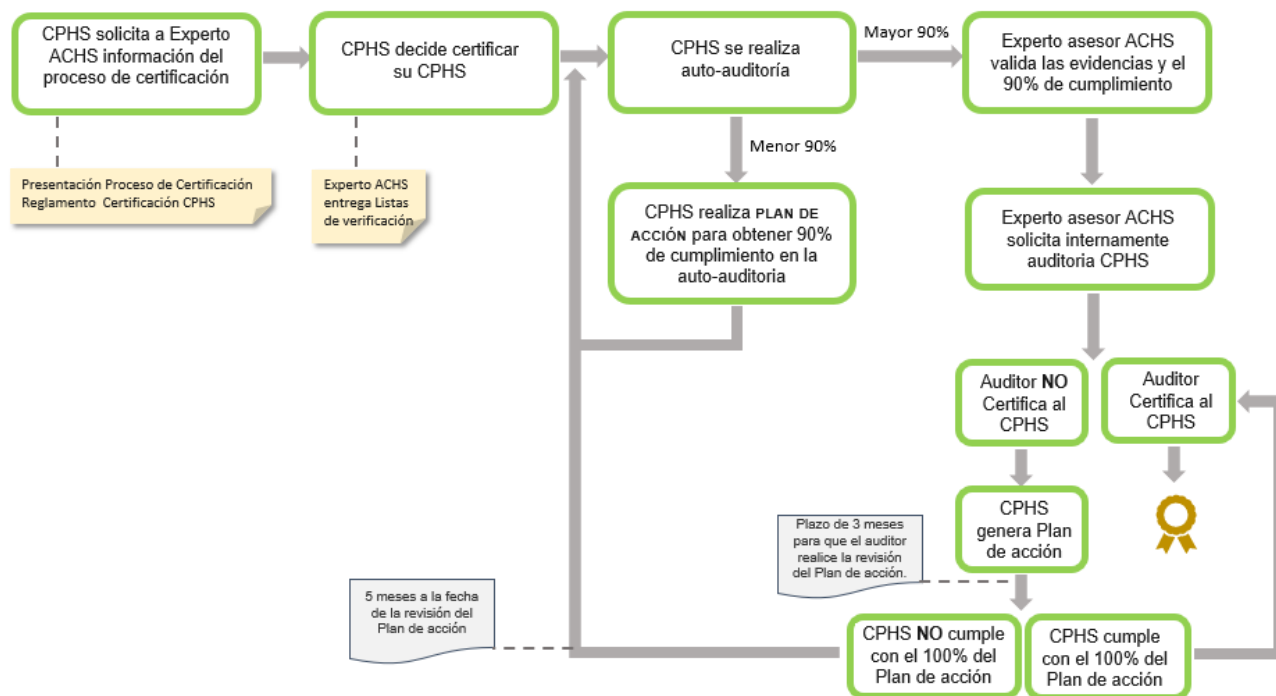 CPHS solicita a Experto
ACHS información del
proceso de certificación
CPHS decide certificar
su CPHS
CPHS se realiza
auto-auditoría
Mayor 90%
Experto asesor ACHS
valida las evidencias y el
90% de cumplimiento
Menor 90%
Presentación Proceso de Certificación
Reglamento Certificación CPHS
Experto ACHS
entrega Listas
de verificación
CPHS realiza PLAN DE
ACCIÓN para obtener 90%
de cumplimiento en la
auto-auditoria
Experto asesor ACHS
solicita internamente
auditoria CPHS
Auditor NO
Certifica al
CPHS
Auditor
Certifica al
CPHS
CPHS
genera Plan
de acción
Plazo de 3 meses
para que el auditor
realice la revisión
del Plan de acción.
5 meses a la fecha
de la revisión del
Plan de acción
CPHS NO cumple
con el 100% del
Plan de acción
CPHS cumple
con el 100% del
Plan de acción